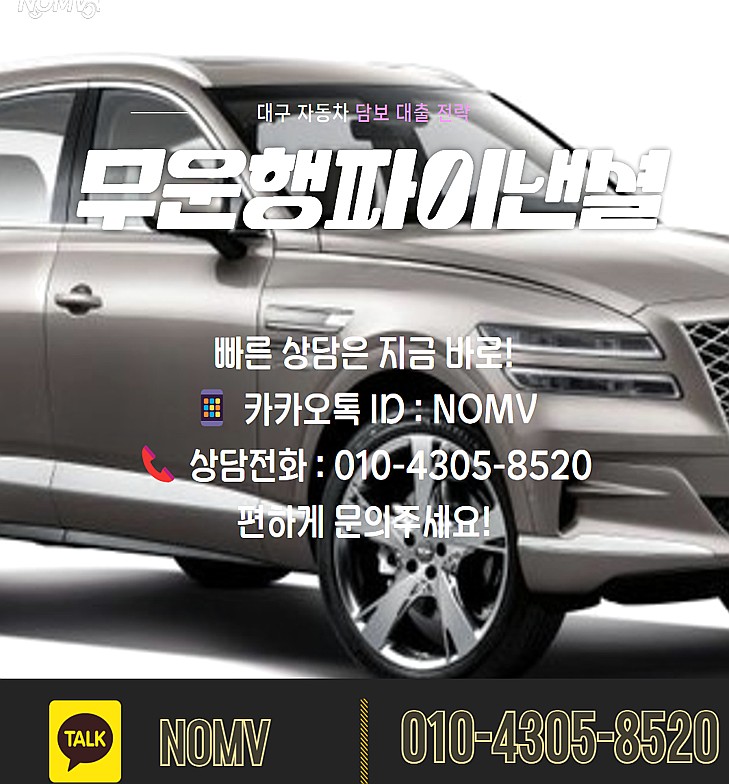 NOMV
대구 자동차 담보 대출 전략
무운행파이낸셜
빠른 상담은 지금 바로!
카카오톡 ID : NOMV
상담전화 : 010-4305-8520
편하게 문의주세요!
TALK
NOMV
010-4305-8520